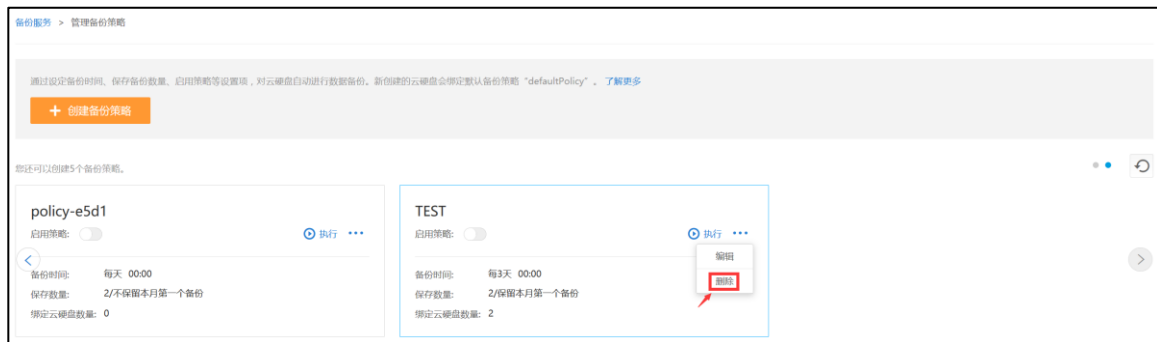 备份服务 > 管理备份策略
通过设定备份时间、保存备份数量、启用策略等设置项，对云硬盘自动进行数据备份。新创建的云硬盘会绑定默认备份策略“defaultPolicy”。 了解更多
+ 创建备份策略
您还可以创建5个备份策略。
policy-e5d1
启用策略:
执行 •••
备份时间: 每天 00:00
保存数量: 2/不保留本月第一个备份
绑定云硬盘数量: 0
TEST
启用策略:
执行 •••
编辑
删除
备份时间: 每3天 00:00
保存数量: 2/保留本月第一个备份
绑定云硬盘数量: 2